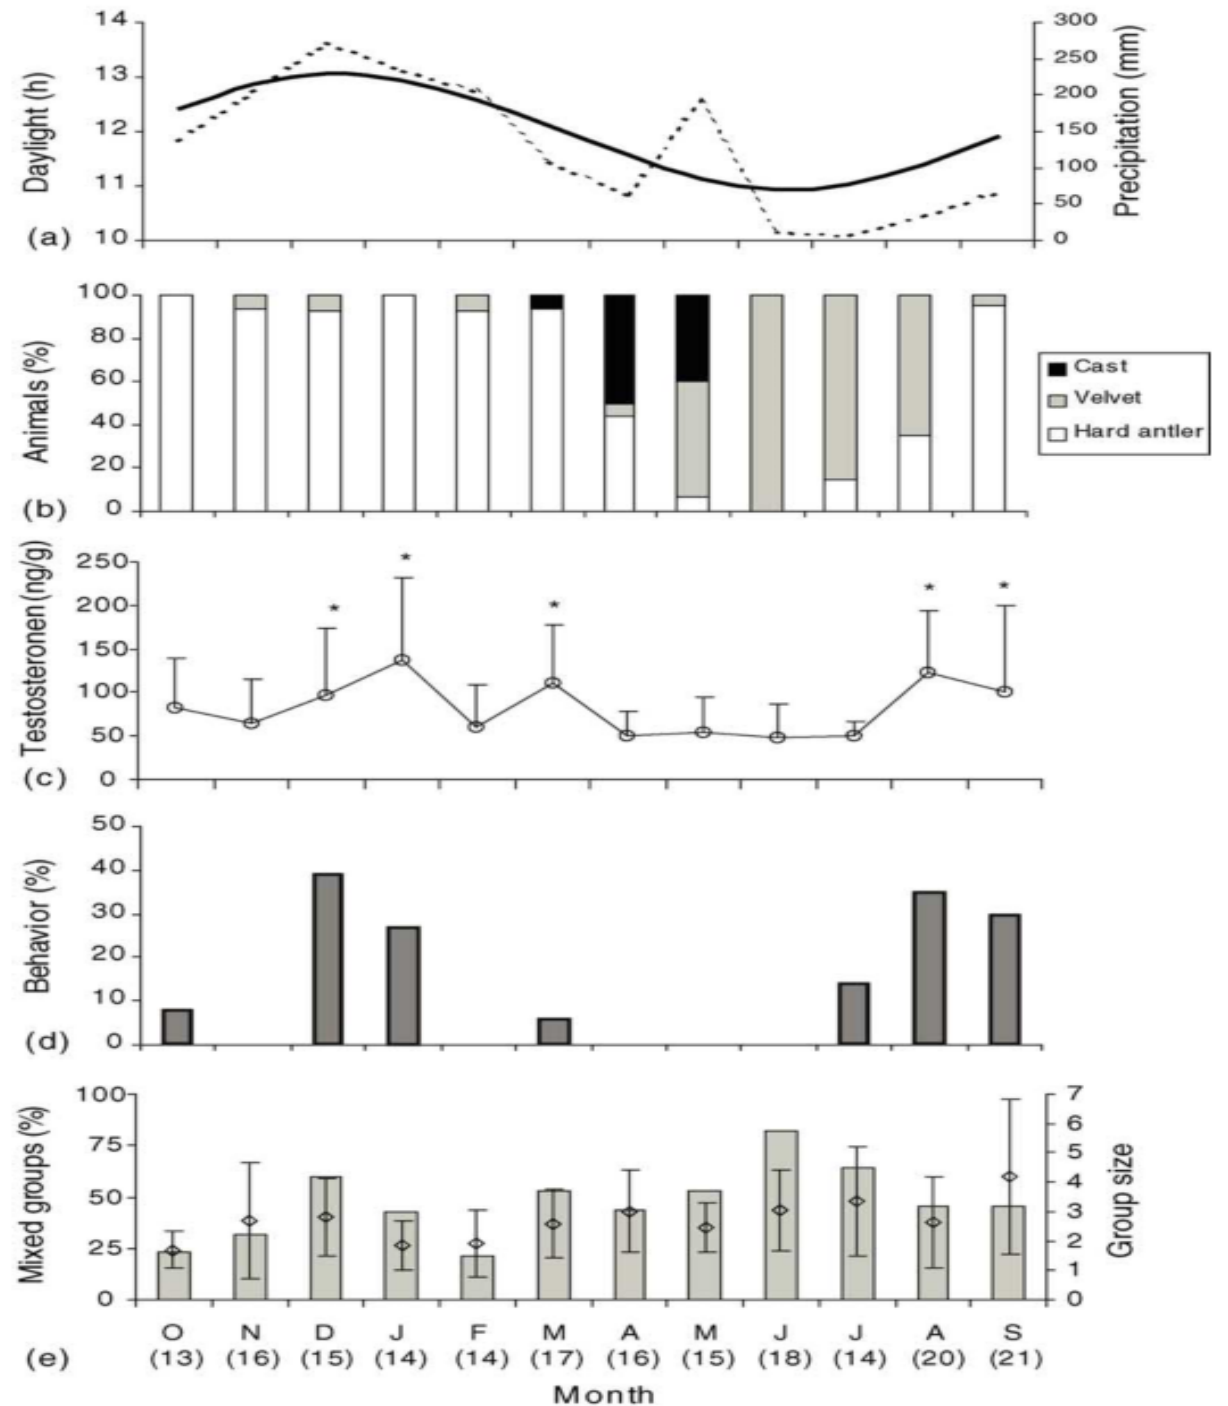 14 300
250
13 200
12 150
100
11 50
10 0
Daylight (h)
Precipitation (mm)
(a)
100
80
60
40
20
0
Animals (%)
(b)
Cast
Velvet
Hard antler
250
200
150
100
50
0
Testosteronen(ng/g)
(c)
* * * * *
50
40
30
20
10
0
Behavior (%)
(d)
100 7
6
75 5
4
50 3
25 2
1
0 0
Mixed groups (%)
Group size
O N D J F M A M J J A S
(e) (13) (16) (15) (14) (14) (17) (16) (15) (18) (14) (20) (21)
Month